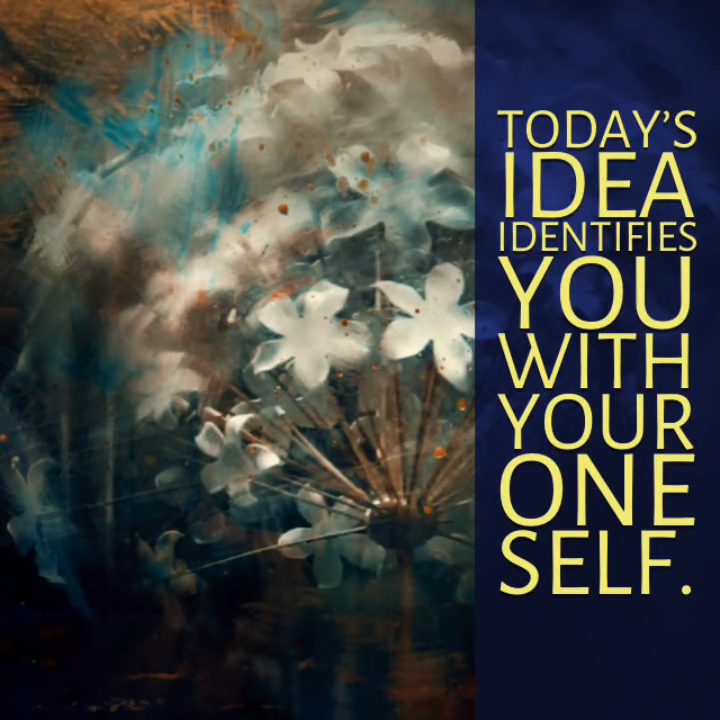 TODAY'S
IDEA
IDENTIFIES
YOU
WITH
YOUR
ONE
SELF.